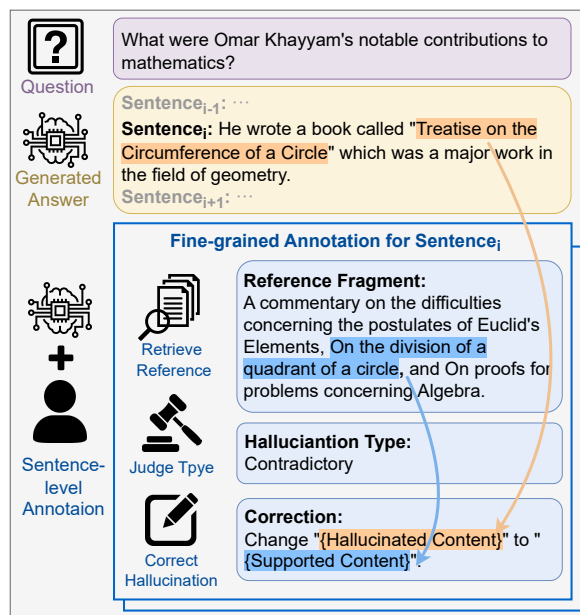 What were Omar Khayyam's notable contributions to
mathematics?
Question
Sentencei-1: ...
Sentencei: He wrote a book called "Treatise on the
Circumference of a Circle" which was a major work in
the field of geometry.
Sentencei+1: ...
Generated
Answer
Fine-grained Annotation for Sentencei
Reference Fragment:
A commentary on the difficulties
concerning the postulates of Euclid's
Elements, On the division of a
quadrant of a circle, and On proofs for
problems concerning Algebra.
Retrieve
Reference
Halluciantion Type:
Contradictory
Judge Tpye
Sentence-
level
Annotaion
Correction:
Change "{Hallucinated Content}" to "
{Supported Content}".
Correct
Hallucination